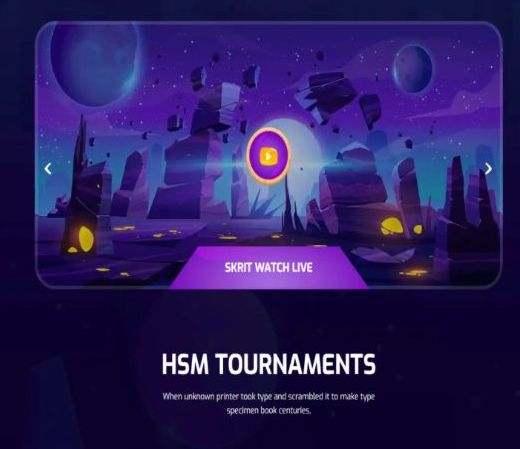 SKRIT WATCH LIVE
HSM TOURNAMENTS
When unknown printer took type and scrambled it to make type
specimen book centuries.